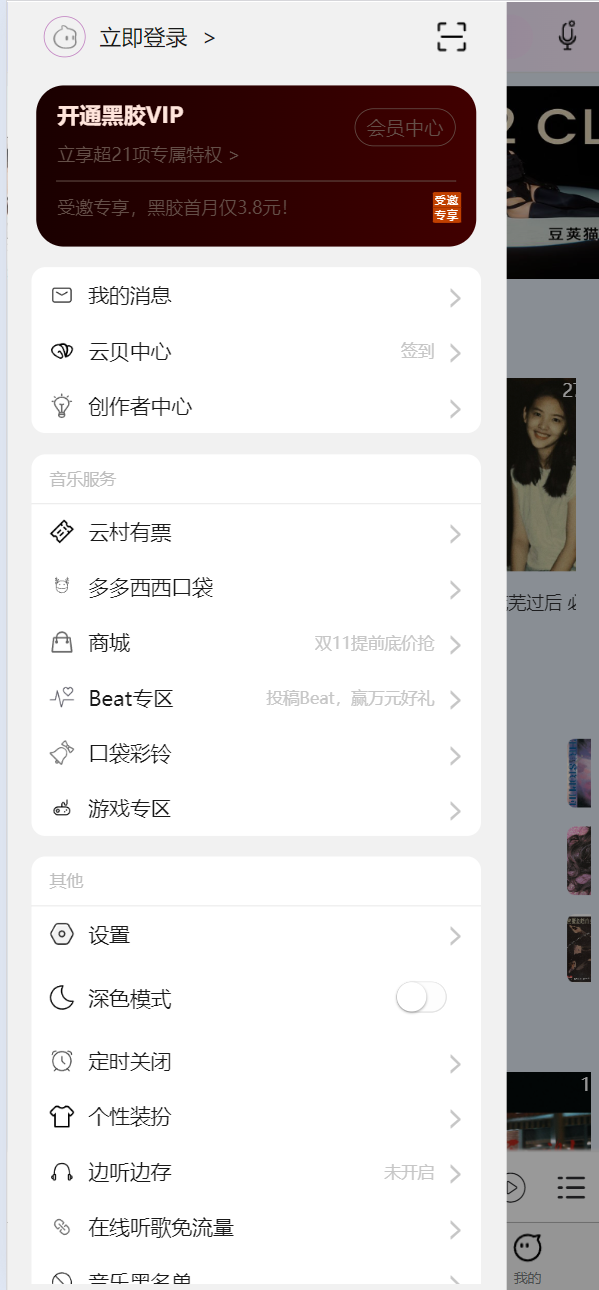 立即登录 >
开通黑胶VIP
会员中心
立享超21项专属特权 >
受邀专享，黑胶首月仅3.8元！
受邀
专享
我的消息
云贝中心 签到
创作者中心
音乐服务
云村有票
多多西西口袋
商城 双11提前底价抢
Beat专区 投稿Beat，赢万元好礼
口袋彩铃
游戏专区
其他
设置
深色模式
定时关闭
个性装扮
边听边存 未开启
在线听歌免流量
音乐黑名单
2 CL
豆荚猫
27
芜过后 必
1
我的